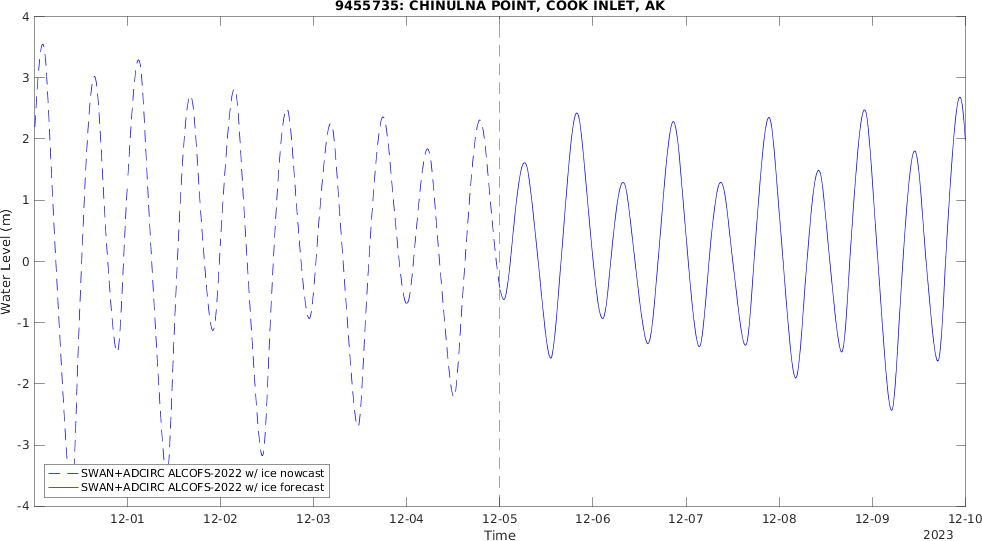 9455735: CHINULNA POINT, COOK INLET, AK
4
3
2
1
0
-1
-2
-3
-4
Water Level (m)
SWAN+ADCIRC ALCOFS-2022 w/ ice nowcast
SWAN+ADCIRC ALCOFS-2022 w/ ice forecast
12-01 12-02 12-03 12-04 12-05 12-06 12-07 12-08 12-09 12-10
Time
2023